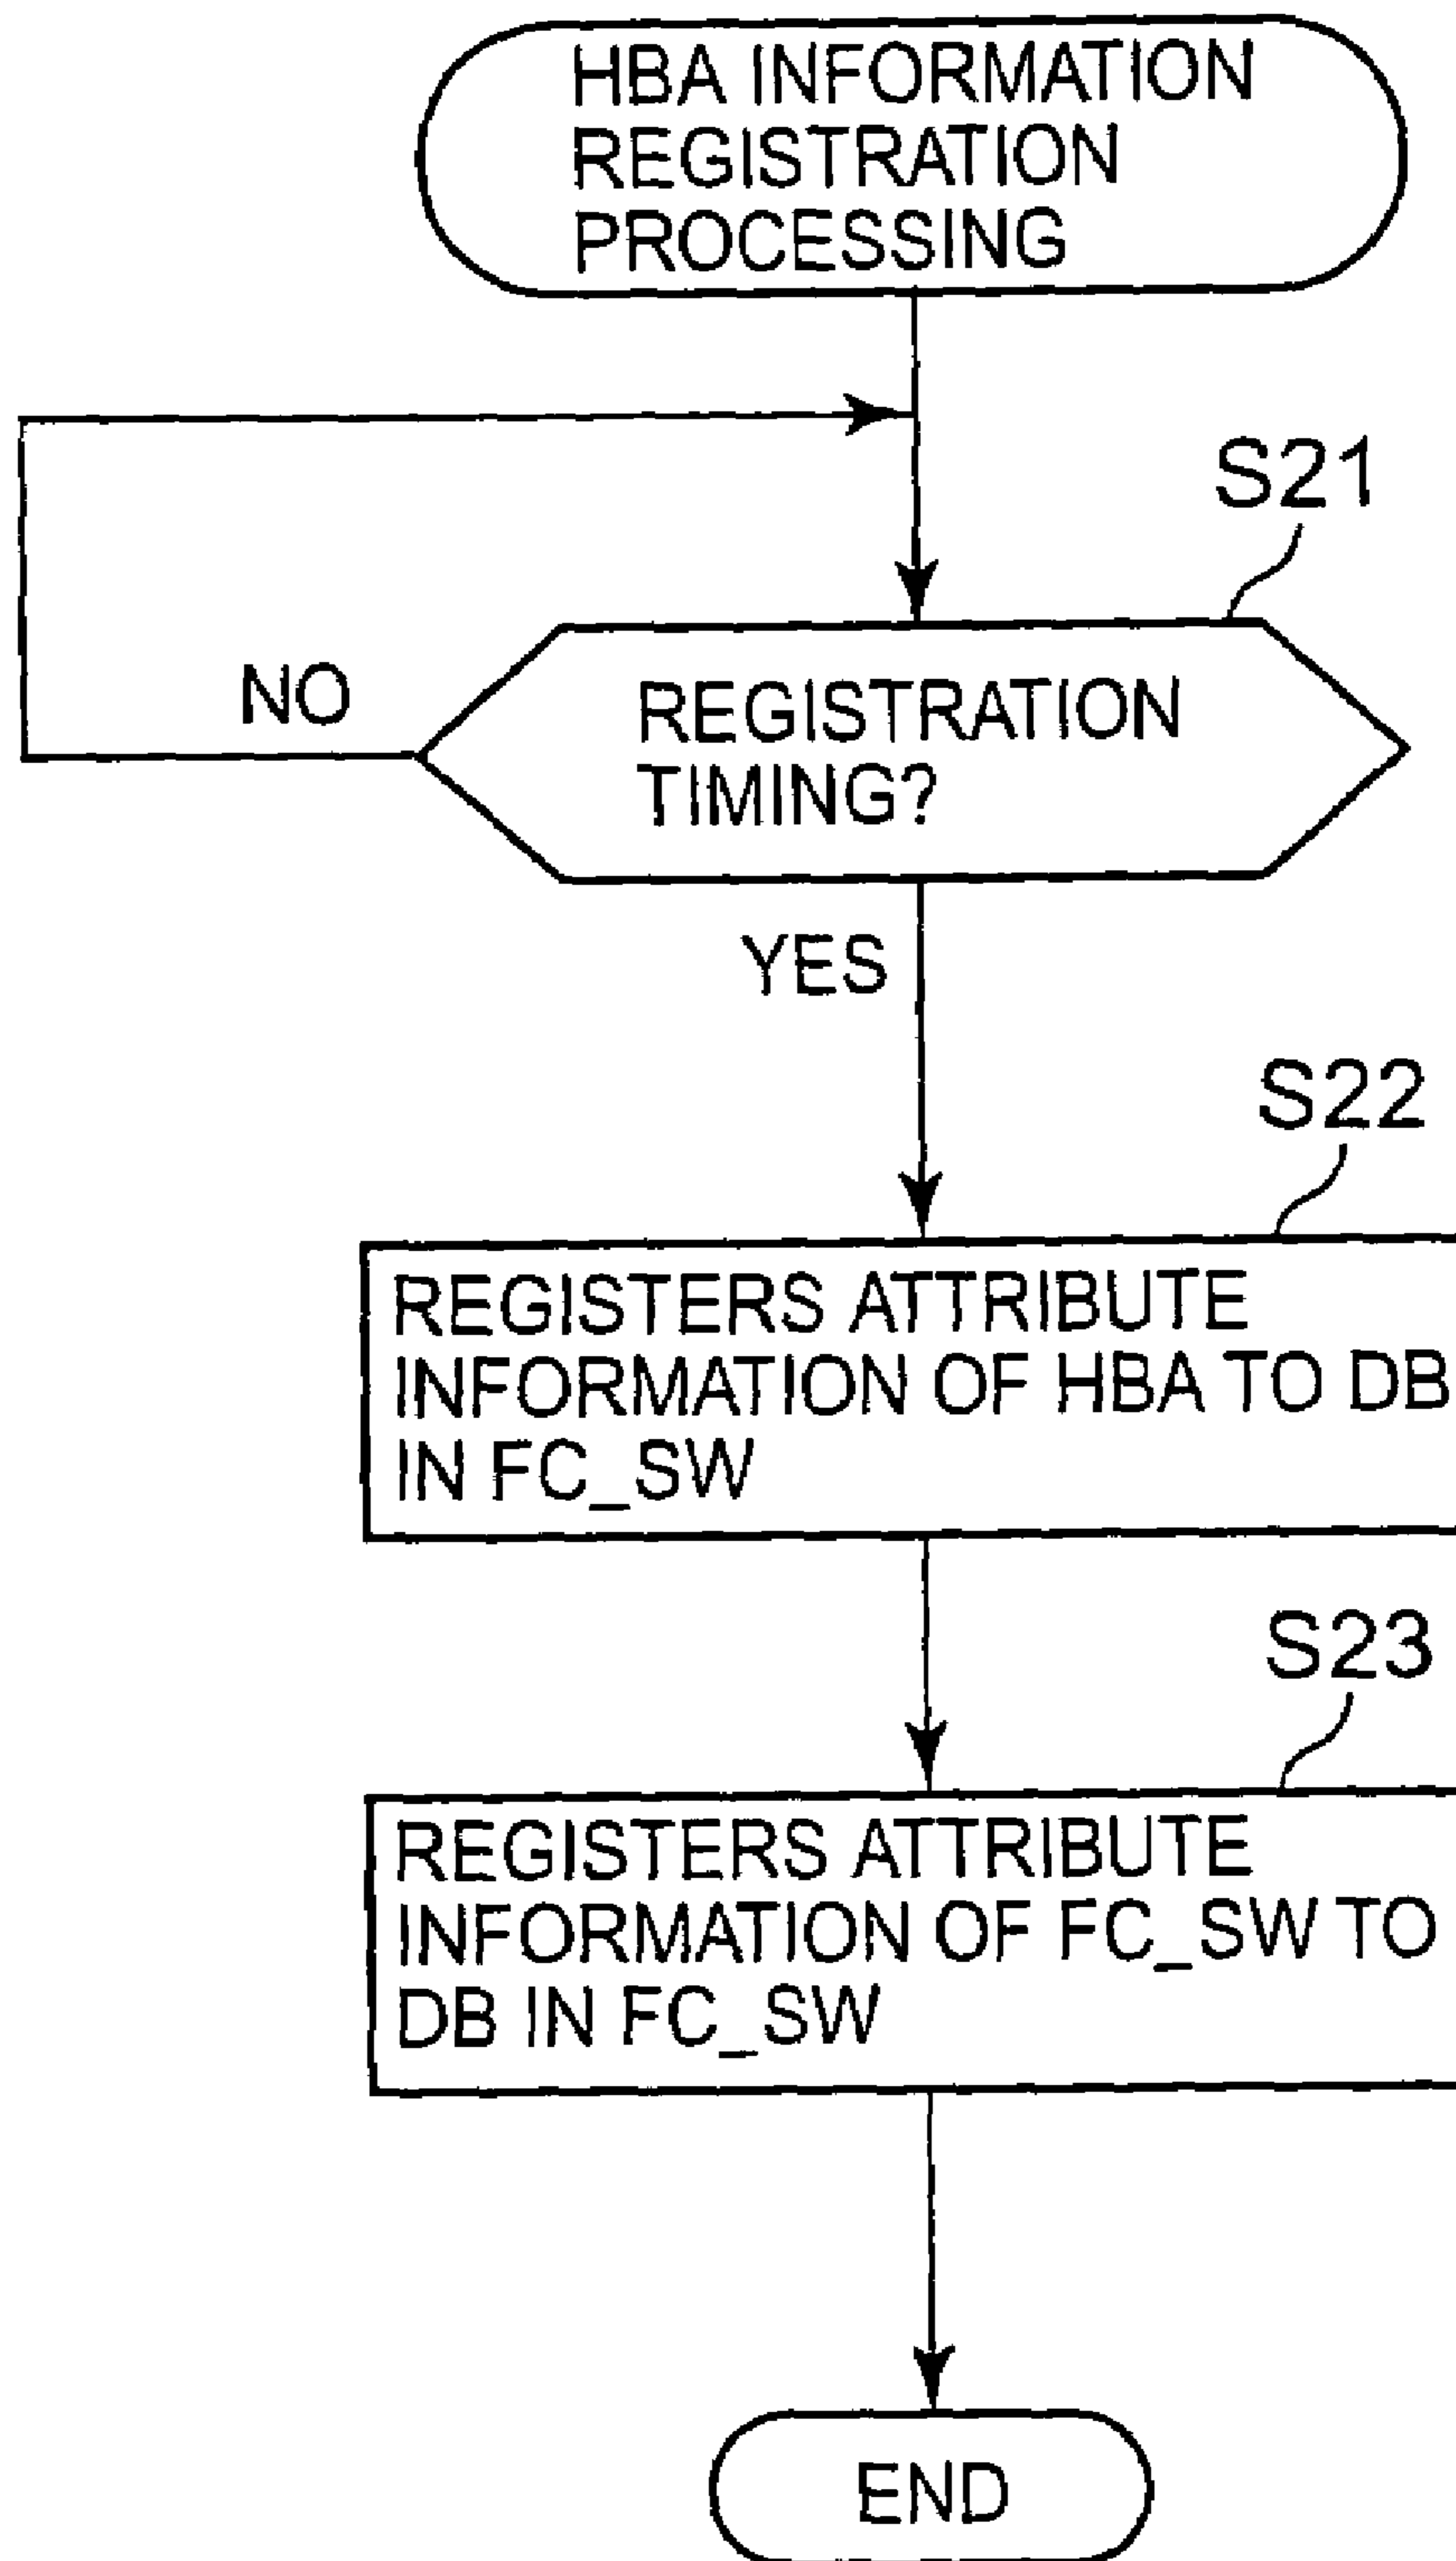 HBA INFORMATION
REGISTRATION
PROCESSING
S21
NO
REGISTRATION
TIMING?
YES
S22
REGISTERS ATTRIBUTE
INFORMATION OF HBA TO DB
IN FC_SW
S23
REGISTERS ATTRIBUTE
INFORMATION OF FC_SW TO
DB IN FC_SW
END